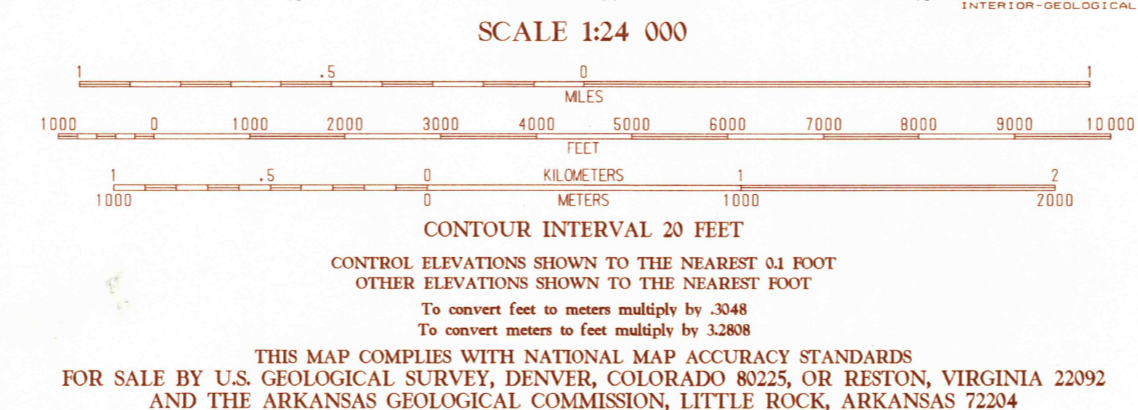 INTERIOR-GEOLOGICAL
SCALE 1:24 000
1 .5 0 1
MILES
1000 0 1000 2000 3000 4000 5000 6000 7000 8000 9000 10 000
FEET
1 .5 0 KILOMETERS 1 2
1000 0 METERS 1000 2000
CONTOUR INTERVAL 20 FEET
CONTROL ELEVATIONS SHOWN TO THE NEAREST 0.1 FOOT
OTHER ELEVATIONS SHOWN TO THE NEAREST FOOT
To convert feet to meters multiply by .3048
To convert meters to feet multiply by 3.2808
THIS MAP COMPLIES WITH NATIONAL MAP ACCURACY STANDARDS
FOR SALE BY U.S. GEOLOGICAL SURVEY, DENVER, COLORADO 80225, OR RESTON, VIRGINIA 22092
AND THE ARKANSAS GEOLOGICAL COMMISSION, LITTLE ROCK, ARKANSAS 72204